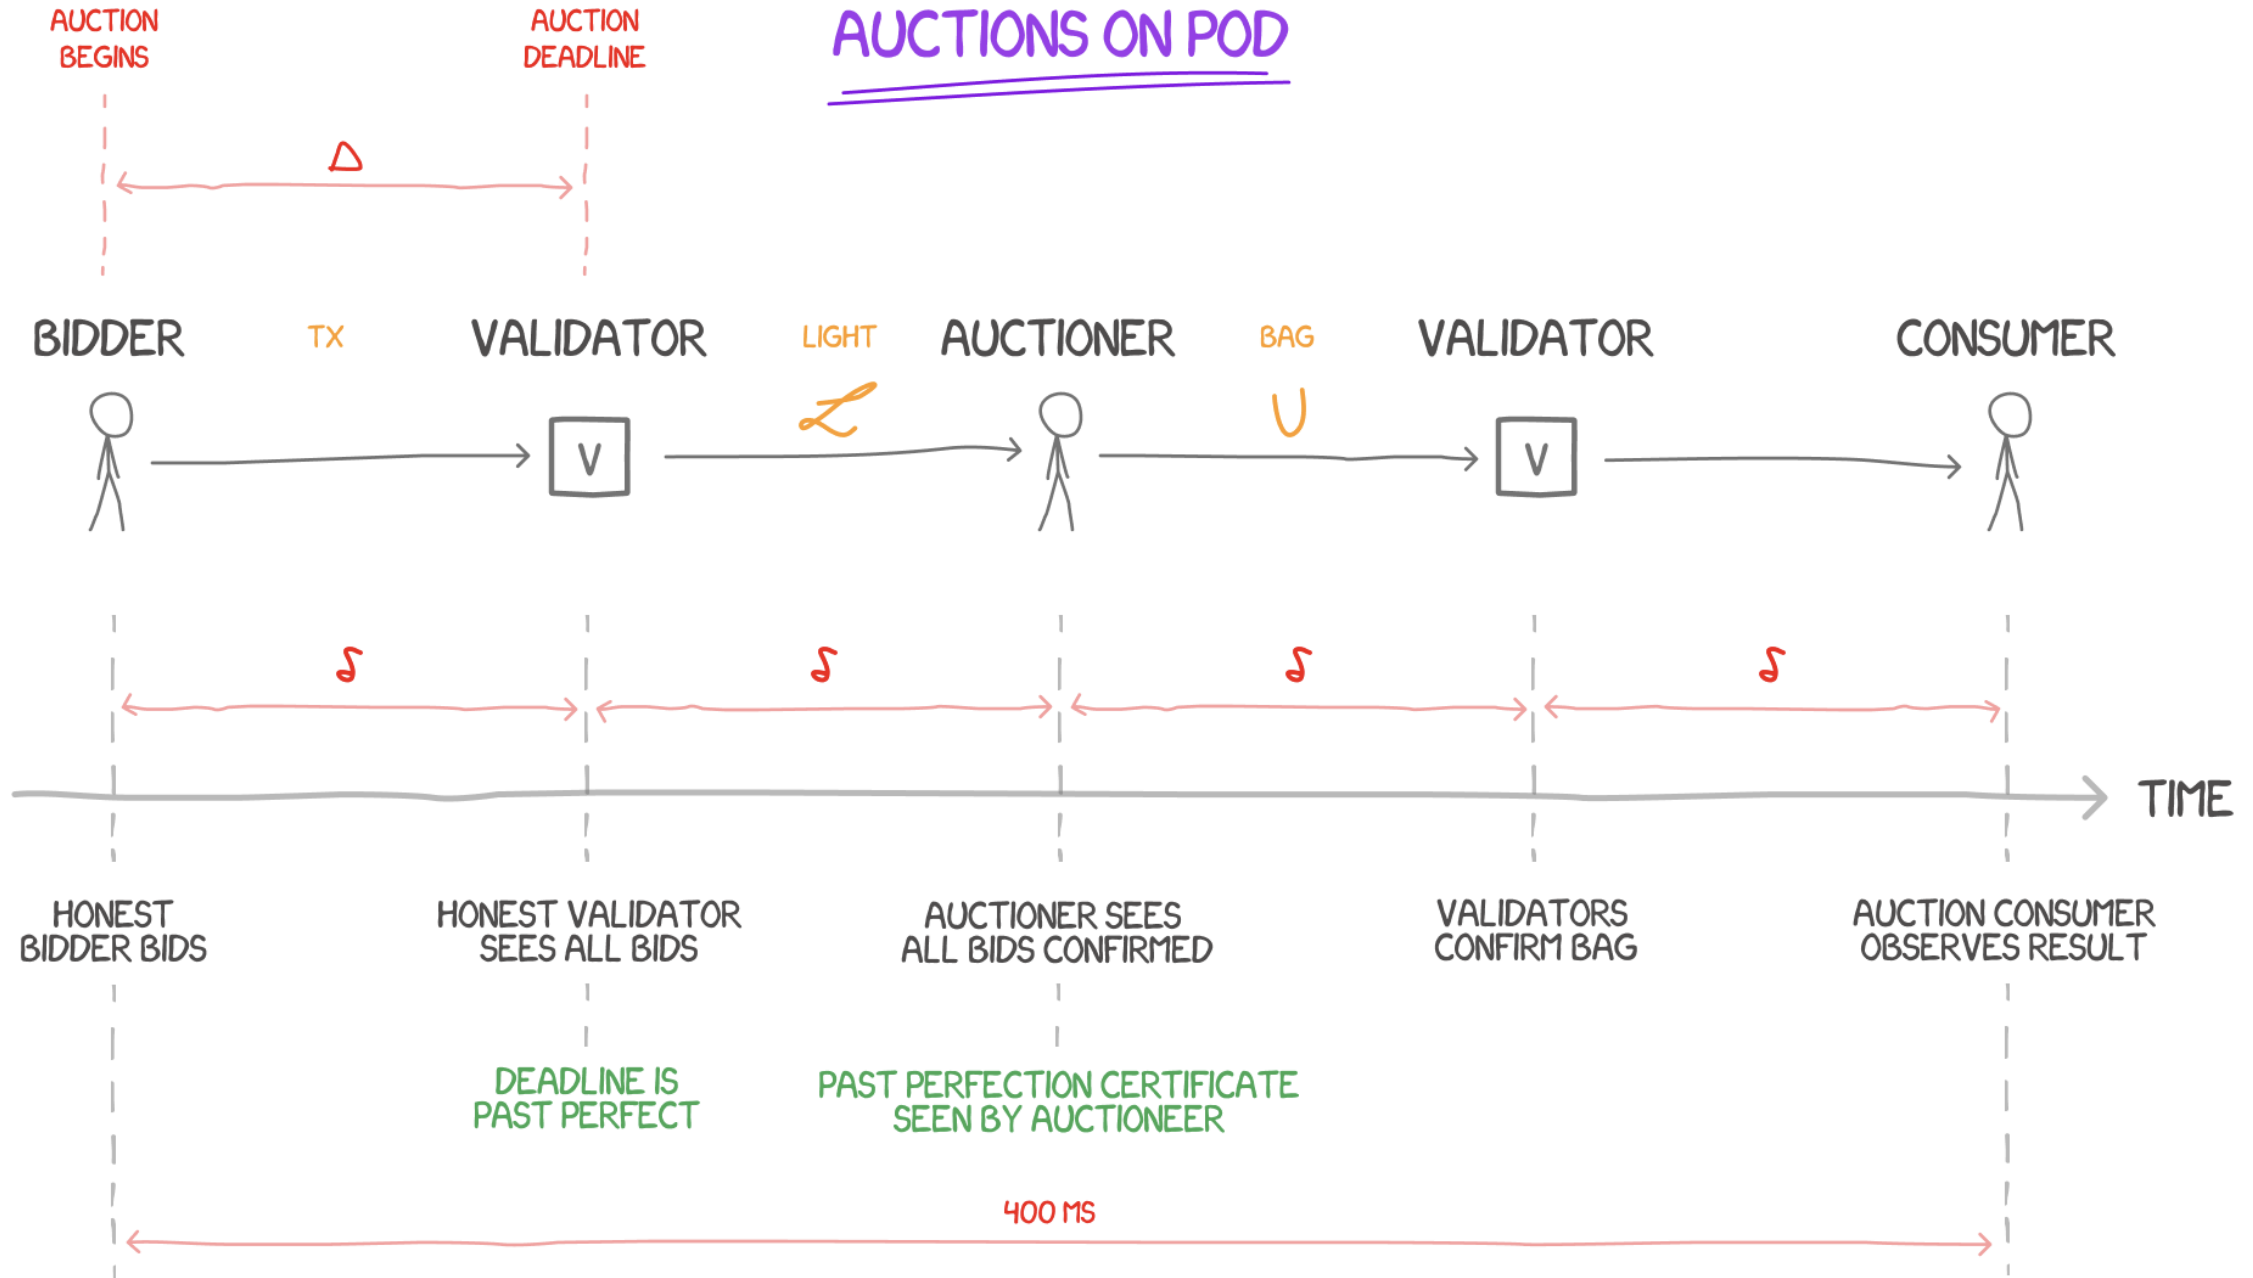 AUCTIONS ON POD
AUCTION
BEGINS
AUCTION
DEADLINE
Δ
BIDDER
TX
VALIDATOR
LIGHT
AUCTIONER
BAG
VALIDATOR
CONSUMER
ℒ
U
V
V
δ
δ
δ
δ
TIME
HONEST
BIDDER BIDS
HONEST VALIDATOR
SEES ALL BIDS
AUCTIONER SEES
ALL BIDS CONFIRMED
VALIDATORS
CONFIRM BAG
AUCTION CONSUMER
OBSERVES RESULT
DEADLINE IS
PAST PERFECT
PAST PERFECTION CERTIFICATE
SEEN BY AUCTIONEER
400 MS